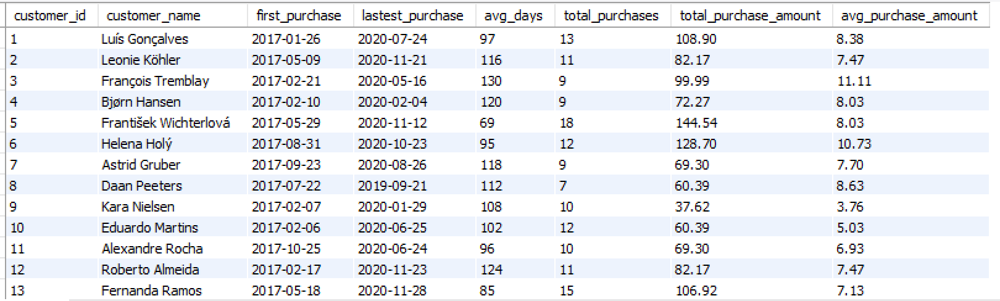 customer_id customer_name first_purchase lastest_purchase avg_days total_purchases total_purchase_amount avg_purchase_amount
1 Luís Gonçalves 2017-01-26 2020-07-24 97 13 108.90 8.38
2 Leonie Köhler 2017-05-09 2020-11-21 116 11 82.17 7.47
3 François Tremblay 2017-02-21 2020-05-16 130 9 99.99 11.11
4 Bjørn Hansen 2017-02-10 2020-02-04 120 9 72.27 8.03
5 František Wichterlová 2017-05-29 2020-11-12 69 18 144.54 8.03
6 Helena Holý 2017-08-31 2020-10-23 95 12 128.70 10.73
7 Astrid Gruber 2017-09-23 2020-08-26 118 9 69.30 7.70
8 Daan Peeters 2017-07-22 2019-09-21 112 7 60.39 8.63
9 Kara Nielsen 2017-02-07 2020-01-29 108 10 37.62 3.76
10 Eduardo Martins 2017-02-06 2020-06-25 102 12 60.39 5.03
11 Alexandre Rocha 2017-10-25 2020-06-24 96 10 69.30 6.93
12 Roberto Almeida 2017-02-17 2020-11-23 124 11 82.17 7.47
13 Fernanda Ramos 2017-05-18 2020-11-28 85 15 106.92 7.13